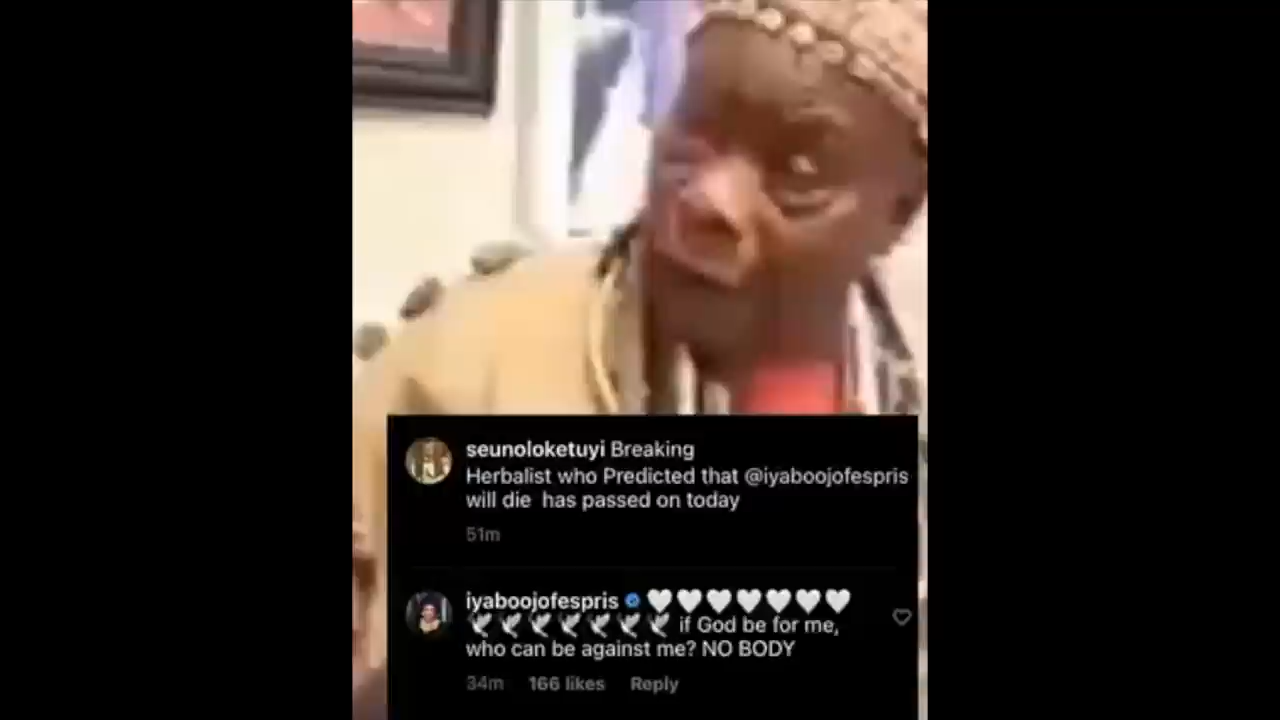 seunoloketuyi Breaking
Herbalist who Predicted that @iyaboojofespris
will die has passed on today
51m
iyaboojofespris 🤍🤍🤍🤍🤍🤍🤍
🕊🕊🕊🕊🕊🕊🕊 if God be for me,
who can be against me? NO BODY
34m 166 likes Reply